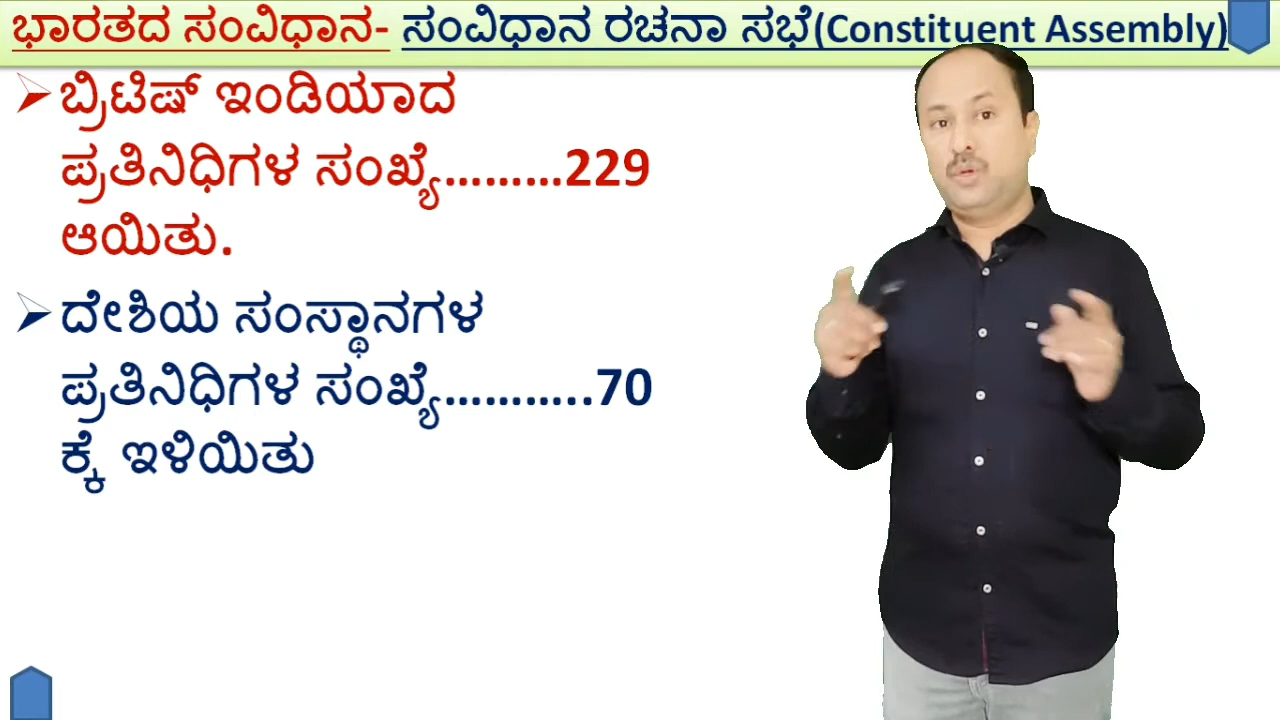 ಭಾರತದ ಸಂವಿಧಾನ- ಸಂವಿಧಾನ ರಚನಾ ಸಭೆ(Constituent Assembly)
ಬ್ರಿಟಿಷ್ ಇಂಡಿಯಾದ
ಪ್ರತಿನಿಧಿಗಳ ಸಂಖ್ಯೆ.........229
ಆಯಿತು.
ದೇಶಿಯ ಸಂಸ್ಥಾನಗಳ
ಪ್ರತಿನಿಧಿಗಳ ಸಂಖ್ಯೆ...........70
ಕ್ಕೆ ಇಳಿಯಿತು